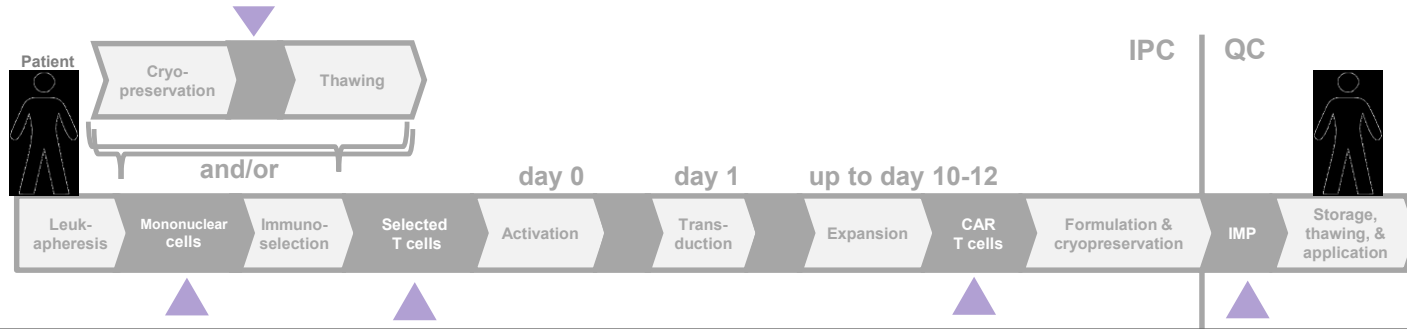 IPC
QC
Patient
Cryo-
preservation
Thawing
and/or
day 0
day 1
up to day 10-12
Leuk-
apheresis
Mononuclear
cells
Immuno-
selection
Selected
T cells
Activation
Trans-
duction
Expansion
CAR
T cells
Formulation &
cryopreservation
IMP
Storage,
thawing, &
application